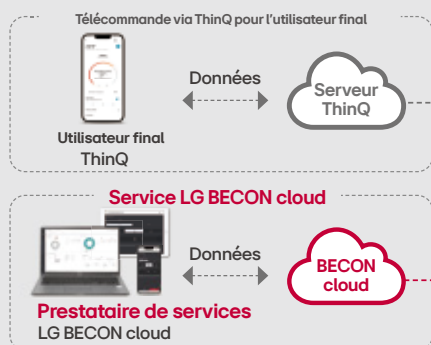 Télécommande via ThinQ pour l'utilisateur final
Données
Serveur
ThinQ
Utilisateur final
ThinQ
Service LG BECON cloud
Données
BECON
cloud
Prestataire de services
LG BECON cloud